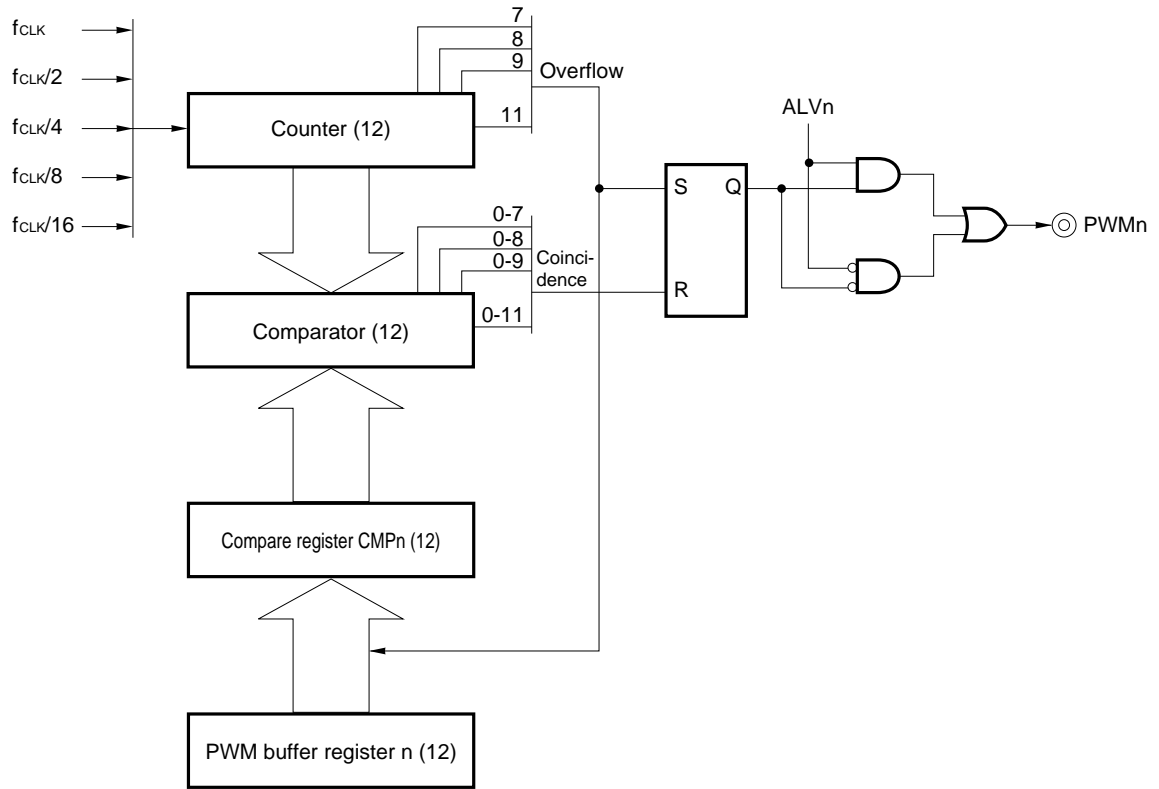 fCLK
fCLK/2
fCLK/4
fCLK/8
fCLK/16
Counter (12)
7
8
9
11
Overflow
Comparator (12)
0-7
0-8
0-9
0-11
Coinci-
dence
Compare register CMPn (12)
PWM buffer register n (12)
S
Q
R
ALVn
PWMn